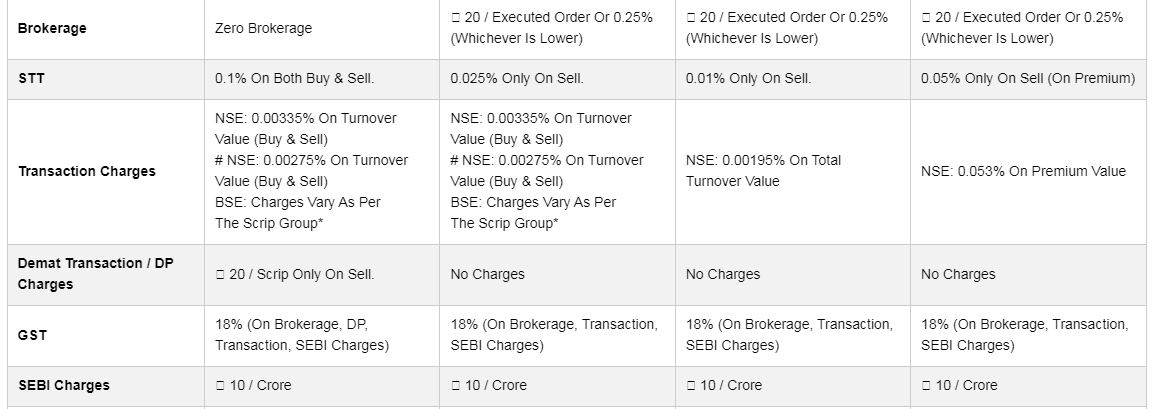 Brokerage
Zero Brokerage
20 / Executed Order Or 0.25%
(Whichever Is Lower)
20 / Executed Order Or 0.25%
(Whichever Is Lower)
20 / Executed Order Or 0.25%
(Whichever Is Lower)
STT
0.1% On Both Buy & Sell.
0.025% Only On Sell.
0.01% Only On Sell.
0.05% Only On Sell (On Premium)
Transaction Charges
NSE: 0.00335% On Turnover
Value (Buy & Sell)
# NSE: 0.00275% On Turnover
Value (Buy & Sell)
BSE: Charges Vary As Per
The Scrip Group*
NSE: 0.00335% On Turnover
Value (Buy & Sell)
# NSE: 0.00275% On Turnover
Value (Buy & Sell)
BSE: Charges Vary As Per
The Scrip Group*
NSE: 0.00195% On Total
Turnover Value
NSE: 0.053% On Premium Value
Demat Transaction / DP
Charges
20 / Scrip Only On Sell.
No Charges
No Charges
No Charges
GST
18% (On Brokerage, DP,
Transaction, SEBI Charges)
18% (On Brokerage, Transaction,
SEBI Charges)
18% (On Brokerage, Transaction,
SEBI Charges)
18% (On Brokerage, Transaction,
SEBI Charges)
SEBI Charges
10 / Crore
10 / Crore
10 / Crore
10 / Crore